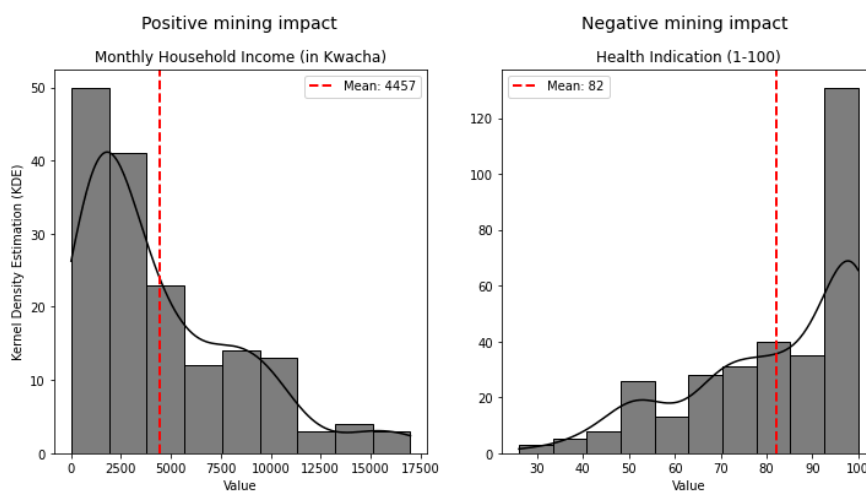 Positive mining impact
Monthly Household Income (in Kwacha)
Mean: 4457
50
40
30
20
10
0
Kernel Density Estimation (KDE)
0 2500 5000 7500 10000 12500 15000 17500
Value
Negative mining impact
Health Indication (1-100)
Mean: 82
120
100
80
60
40
20
0
30 40 50 60 70 80 90 100
Value